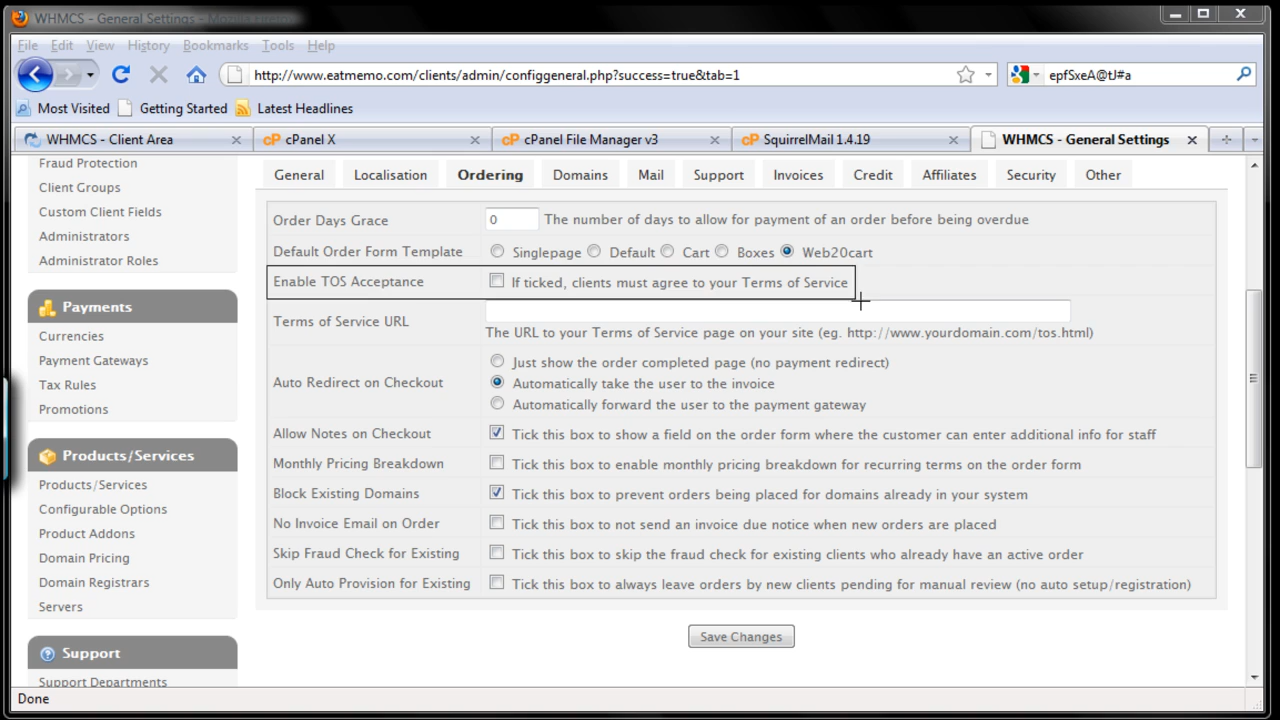 WHMCS - General Settings - Mozilla Firefox
File Edit View History Bookmarks Tools Help
http://www.eatmemo.com/clients/admin/configgeneral.php?success=true&tab=1
epfSxeA@tJ#a
Most Visited Getting Started Latest Headlines
WHMCS - Client Area
cPanel X
cPanel File Manager v3
SquirrelMail 1.4.19
WHMCS - General Settings
Fraud Protection
Client Groups
Custom Client Fields
Administrators
Administrator Roles
Payments
Currencies
Payment Gateways
Tax Rules
Promotions
Products/Services
Products/Services
Configurable Options
Product Addons
Domain Pricing
Domain Registrars
Servers
Support
Support Departments
General Localisation Ordering Domains Mail Support Invoices Credit Affiliates Security Other
Order Days Grace 0 The number of days to allow for payment of an order before being overdue
Default Order Form Template Singlepage Default Cart Boxes Web20cart
Enable TOS Acceptance If ticked, clients must agree to your Terms of Service
Terms of Service URL
The URL to your Terms of Service page on your site (eg. http://www.yourdomain.com/tos.html)
Auto Redirect on Checkout
Just show the order completed page (no payment redirect)
Automatically take the user to the invoice
Automatically forward the user to the payment gateway
Allow Notes on Checkout Tick this box to show a field on the order form where the customer can enter additional info for staff
Monthly Pricing Breakdown Tick this box to enable monthly pricing breakdown for recurring terms on the order form
Block Existing Domains Tick this box to prevent orders being placed for domains already in your system
No Invoice Email on Order Tick this box to not send an invoice due notice when new orders are placed
Skip Fraud Check for Existing Tick this box to skip the fraud check for existing clients who already have an active order
Only Auto Provision for Existing Tick this box to always leave orders by new clients pending for manual review (no auto setup/registration)
Save Changes
Done